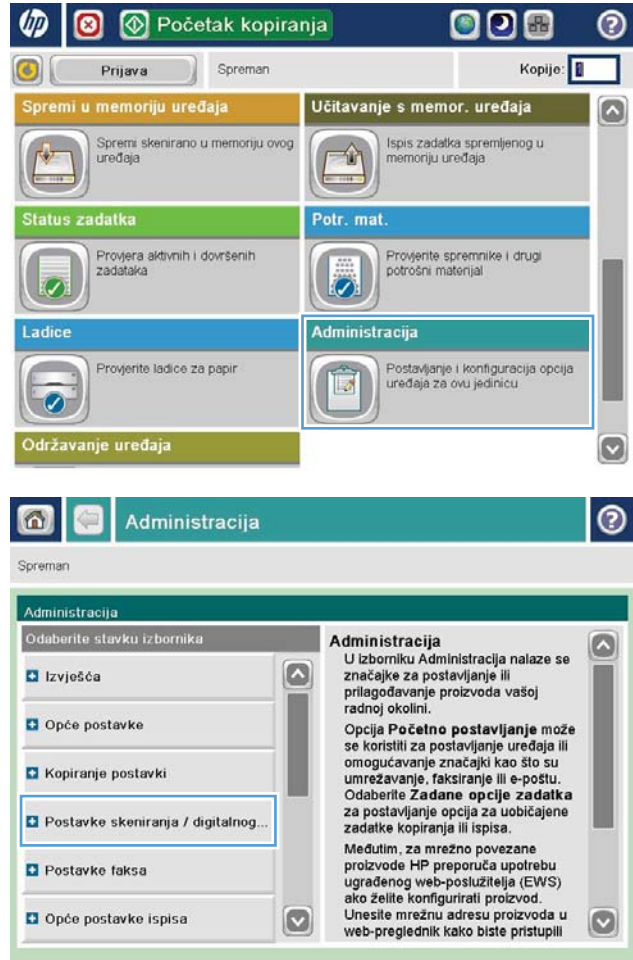 hp
Početak kopiranja
?
Prijava
Spreman
Kopije: 1
Spremi u memoriju uređaja
Spremi skenirano u memoriju ovog
uređaja
Učitavanje s memor. uređaja
Ispis zadatka spremljenog u
memoriju uređaja
Status zadatka
Provjera aktivnih i dovršenih
zadataka
Potr. mat.
Provjerite spremnike i drugi
potrošni materijal
Ladice
Provjerite ladice za papir
Administracija
Postavljanje i konfiguracija opcija
uređaja za ovu jedinicu
Održavanje uređaja
Administracija
?
Spreman
Administracija
Odaberite stavku izbornika
Izvješća
Opće postavke
Kopiranje postavki
Postavke skeniranja / digitalnog...
Postavke faksa
Opće postavke ispisa
Administracija
U izborniku Administracija nalaze se
značajke za postavljanje ili
prilagođavanje proizvoda vašoj
radnoj okolini.
Opcija Početno postavljanje može
se koristiti za postavljanje uređaja ili
omogućavanje značajki kao što su
umrežavanje, faksiranje ili e-poštu.
Odaberite Zadane opcije zadatka
za postavljanje opcija za uobičajene
zadatke kopiranja ili ispisa.
Međutim, za mrežno povezane
proizvode HP preporuča upotrebu
ugrađenog web-poslužitelja (EWS)
ako želite konfigurirati proizvod.
Unesite mrežnu adresu proizvoda u
web-preglednik kako biste pristupili